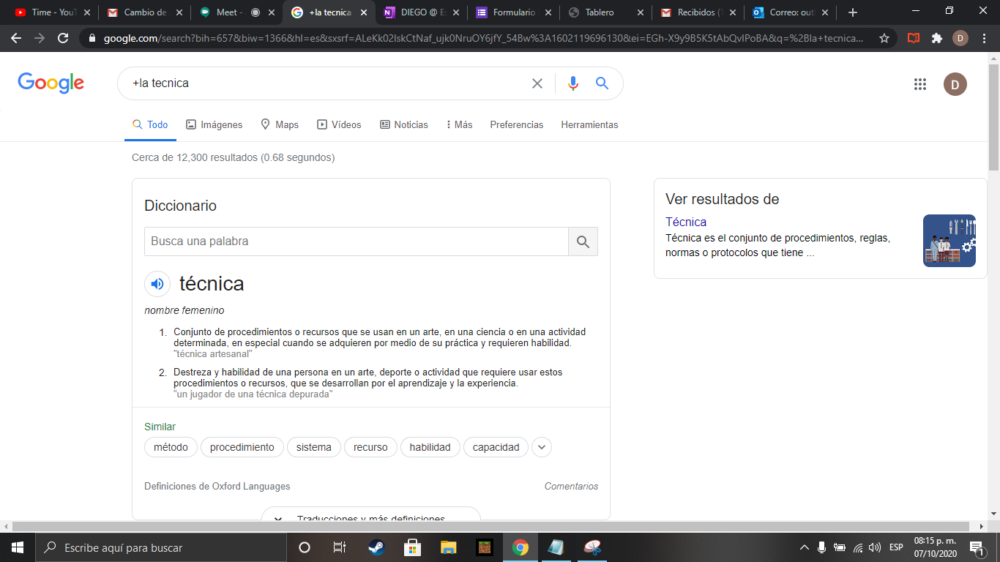 Time - YouT
Cambio de
Meet -
+la tecnica
DIEGO @ Es
Formulario
Tablero
Recibidos (1
Correo: outl
google.com/search?bih=657&biw=1366&hl=es&sxsrf=ALeKk02IskCtNaf_ujk0NruOY6jfY_54Bw%3A1602119696130&ei=EGh-X9y9B5K5tAbQvIPoBA&q=%2Bla+tecnica...
D
Google
+la tecnica
D
Todo
Imágenes
Maps
Vídeos
Noticias
Más
Preferencias
Herramientas
Cerca de 12,300 resultados (0.68 segundos)
Diccionario
Busca una palabra
técnica
nombre femenino
1. Conjunto de procedimientos o recursos que se usan en un arte, en una ciencia o en una actividad
determinada, en especial cuando se adquieren por medio de su práctica y requieren habilidad.
"técnica artesanal"
2. Destreza y habilidad de una persona en un arte, deporte o actividad que requiere usar estos
procedimientos o recursos, que se desarrollan por el aprendizaje y la experiencia.
"un jugador de una técnica depurada"
Similar
método
procedimiento
sistema
recurso
habilidad
capacidad
Definiciones de Oxford Languages
Comentarios
Traducciones y más definiciones
Ver resultados de
Técnica
Técnica es el conjunto de procedimientos, reglas,
normas o protocolos que tiene ...
Escribe aquí para buscar
ESP
08:15 p. m.
07/10/2020
1